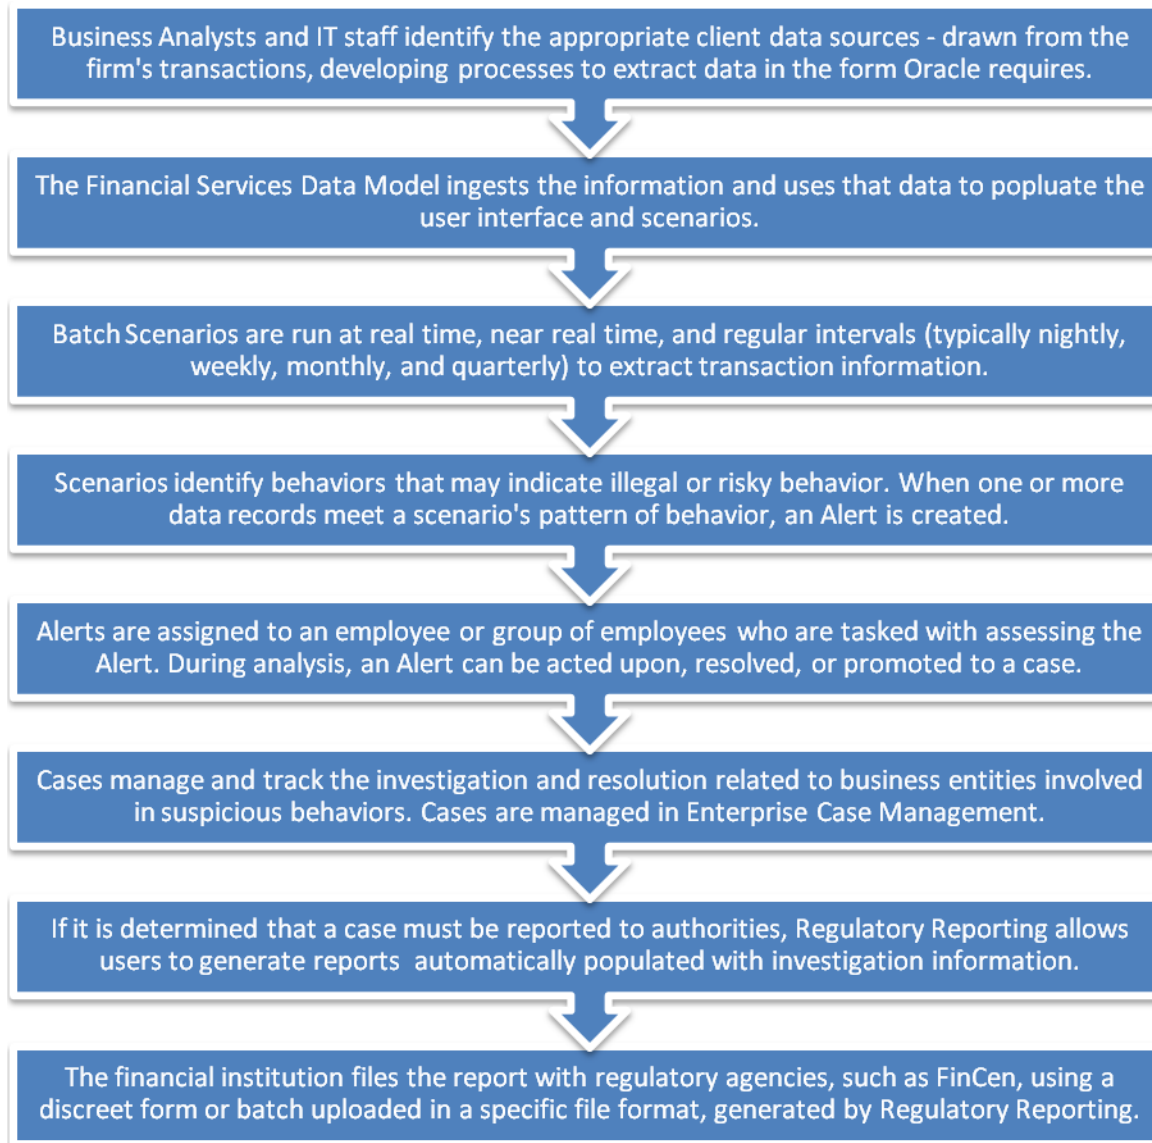 Business Analysts and IT staff identify the appropriate client data sources - drawn from the
firm's transactions, developing processes to extract data in the form Oracle requires.
The Financial Services Data Model ingests the information and uses that data to popluate the
user interface and scenarios.
Batch Scenarios are run at real time, near real time, and regular intervals (typically nightly,
weekly, monthly, and quarterly) to extract transaction information.
Scenarios identify behaviors that may indicate illegal or risky behavior. When one or more
data records meet a scenario's pattern of behavior, an Alert is created.
Alerts are assigned to an employee or group of employees who are tasked with assessing the
Alert. During analysis, an Alert can be acted upon, resolved, or promoted to a case.
Cases manage and track the investigation and resolution related to business entities involved
in suspicious behaviors. Cases are managed in Enterprise Case Management.
If it is determined that a case must be reported to authorities, Regulatory Reporting allows
users to generate reports automatically populated with investigation information.
The financial institution files the report with regulatory agencies, such as FinCen, using a
discreet form or batch uploaded in a specific file format, generated by Regulatory Reporting.